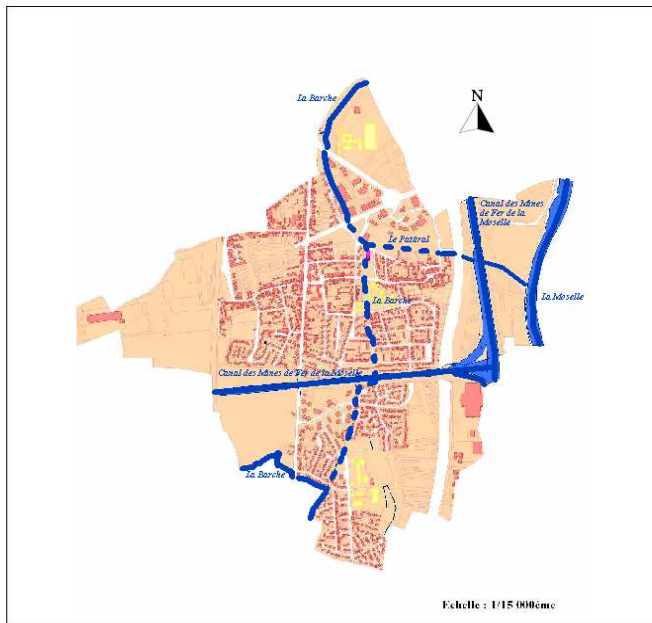 La Barche
N
Canal des Mines
de Fer de la
Moselle
Le Patûral
La Moselle
La Barche
Canal des Mines de Fer de la Moselle
La Barche
Echelle : 1/15 000ème